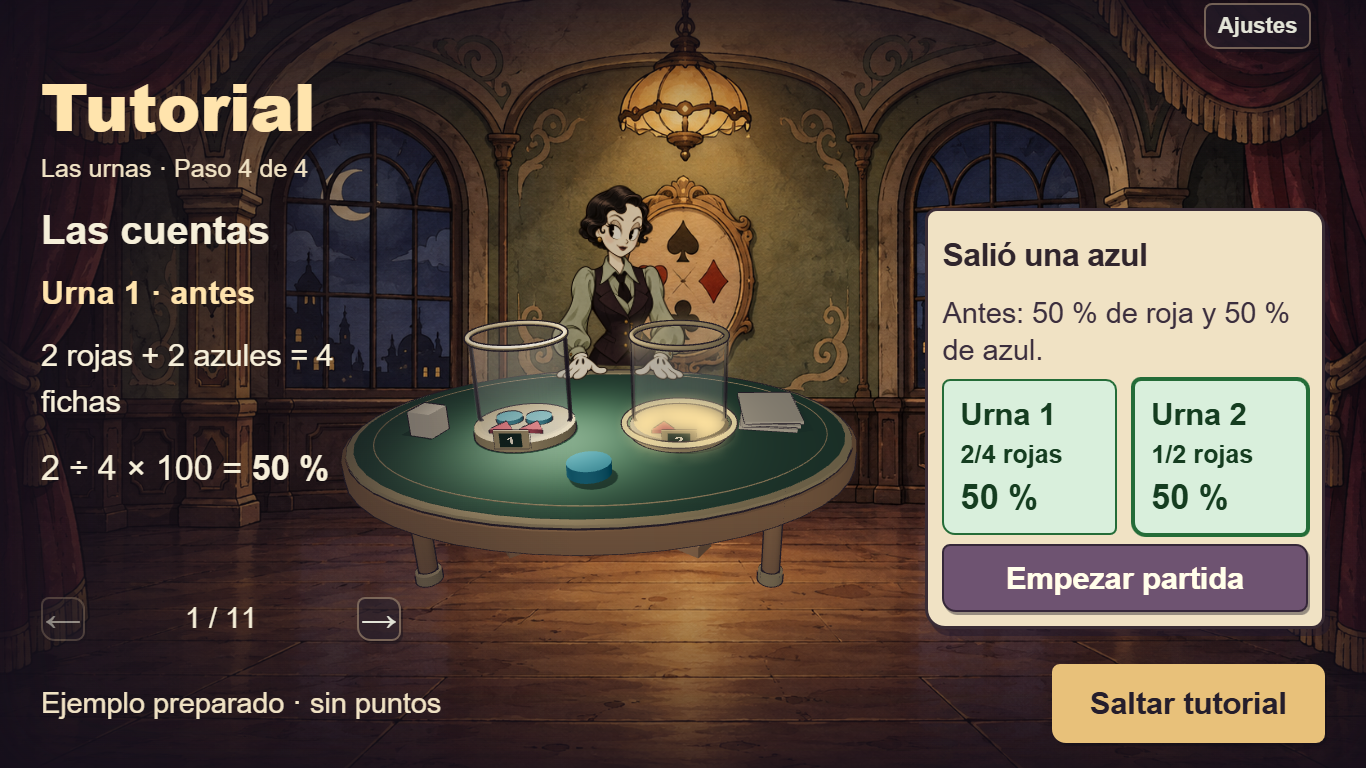 Ajustes
Tutorial
Las urnas · Paso 4 de 4
Las cuentas
Urna 1 · antes
2 rojas + 2 azules = 4
fichas
2 ÷ 4 × 100 = 50 %
← 1 / 11 →
Ejemplo preparado · sin puntos
1
2
Salió una azul
Antes: 50 % de roja y 50 %
de azul.
Urna 1
2/4 rojas
50 %
Urna 2
1/2 rojas
50 %
Empezar partida
Saltar tutorial